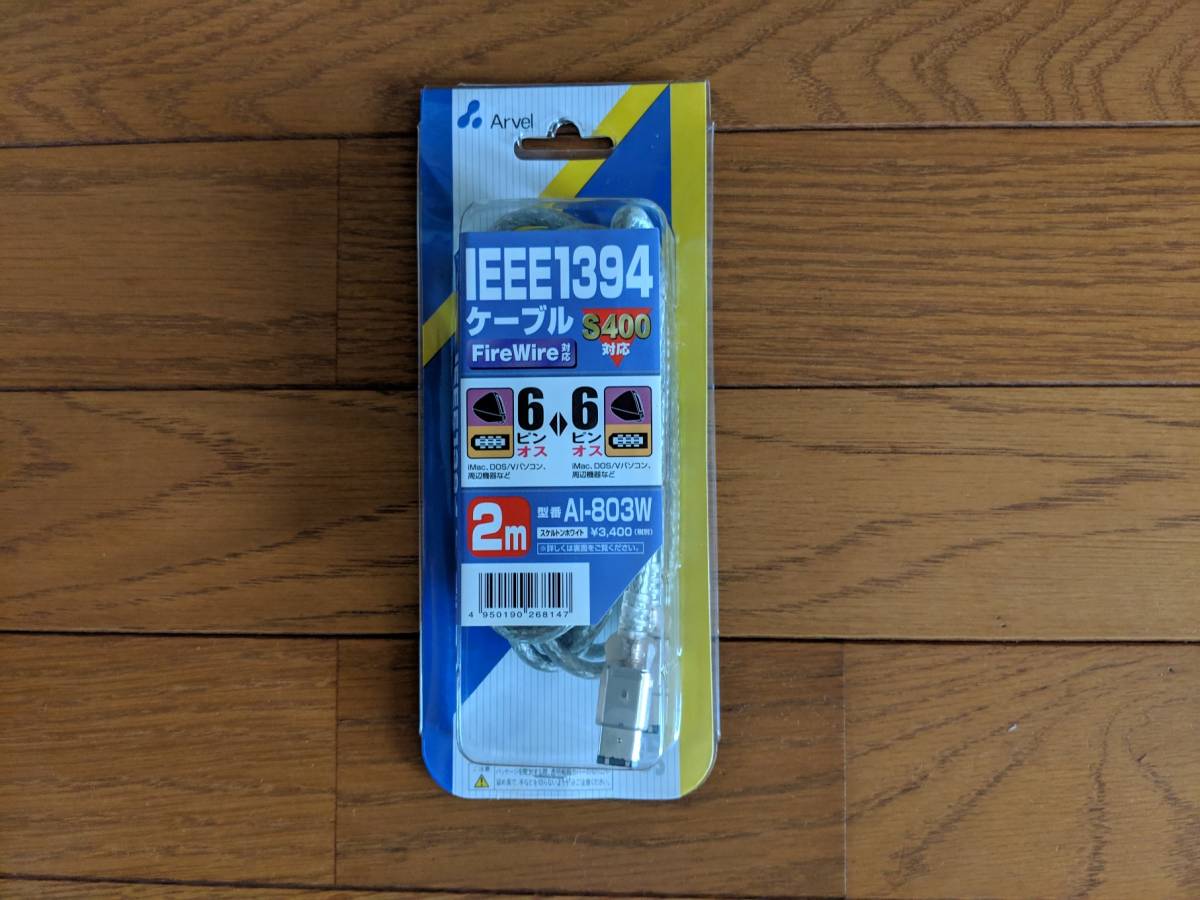 Arvel
IEEE1394
ケーブル
S400
対応
FireWire対応
6 6
ピン ピン
オス オス
iMac、DOS/Vパソコン、 iMac、DOS/Vパソコン、
周辺機器など 周辺機器など
2m
型番 AI-803W
スケルトンホワイト ¥3,400(税別)
※詳しくは裏面をご覧ください。
4 950190 268147